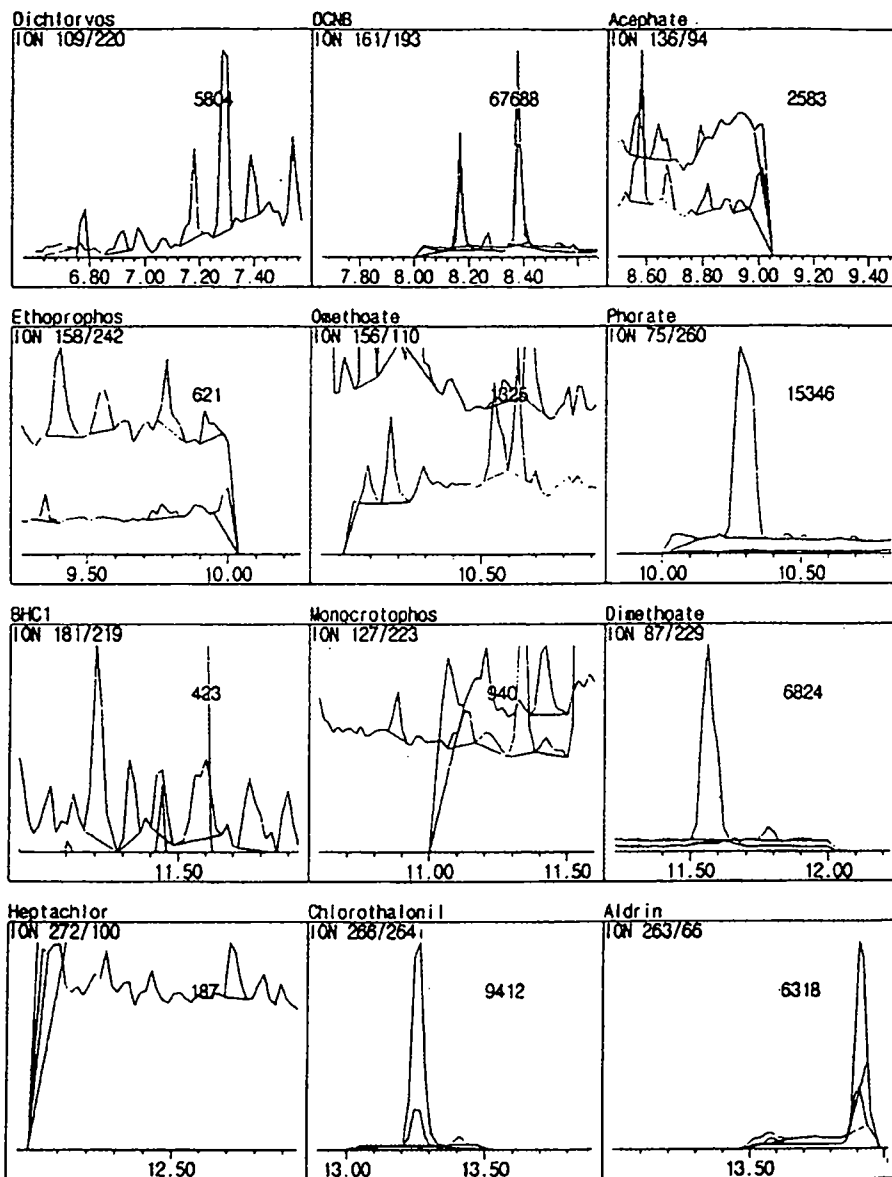 Dichlorvos
ION 109/220
5804
6.80 7.00 7.20 7.40
DCNB
ION 161/193
67688
7.80 8.00 8.20 8.40
Acephate
ION 136/94
2583
8.60 8.80 9.00 9.20 9.40
Ethoprophos
ION 158/242
621
9.50 10.00
Omethoate
ION 156/110
1325
10.50
Phorate
ION 75/260
15346
10.00 10.50
BHC1
ION 181/219
423
11.50
Monocrotophos
ION 127/223
940
11.00 11.50
Dimethoate
ION 87/229
6824
11.50 12.00
Heptachlor
ION 272/100
187
12.50
Chlorothalonil
ION 266/264
9412
13.00 13.50
Aldrin
ION 263/66
6318
13.50